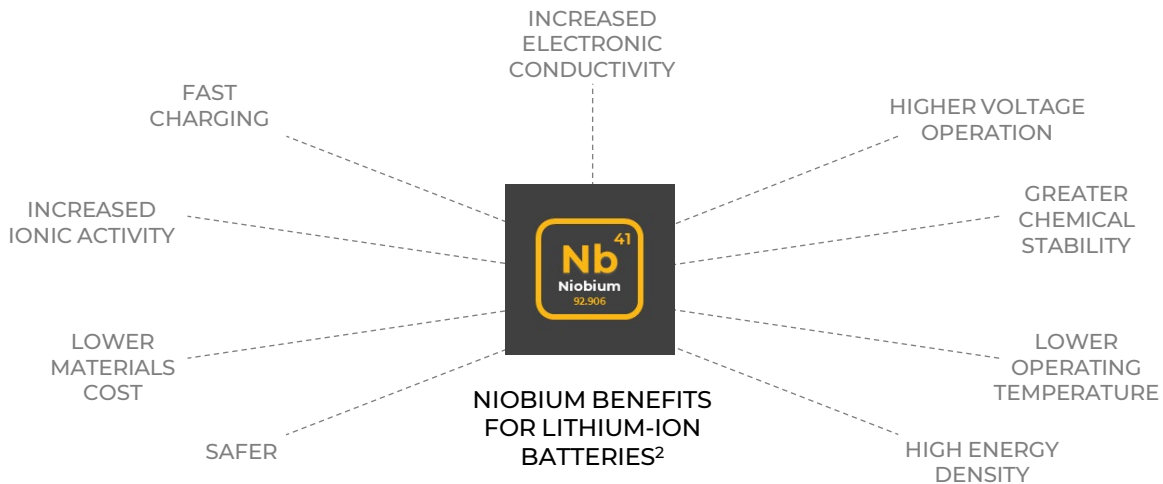 INCREASED
ELECTRONIC
CONDUCTIVITY
FAST
CHARGING
HIGHER VOLTAGE
OPERATION
INCREASED
IONIC ACTIVITY
GREATER
CHEMICAL
STABILITY
41
Nb
Niobium
92.906
LOWER
MATERIALS
COST
LOWER
OPERATING
TEMPERATURE
NIOBIUM BENEFITS
FOR LITHIUM-ION
BATTERIES²
SAFER
HIGH ENERGY
DENSITY